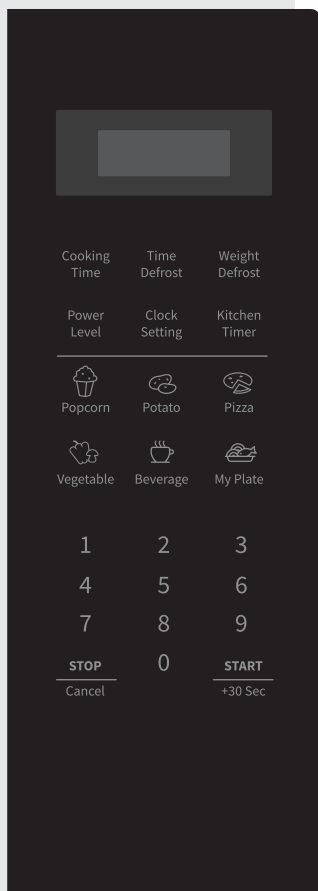 Cooking Time Weight
Time Defrost Defrost
Power Clock Kitchen
Level Setting Timer
Popcorn Potato Pizza
Vegetable Beverage My Plate
1 2 3
4 5 6
7 8 9
STOP 0 START
Cancel +30 Sec